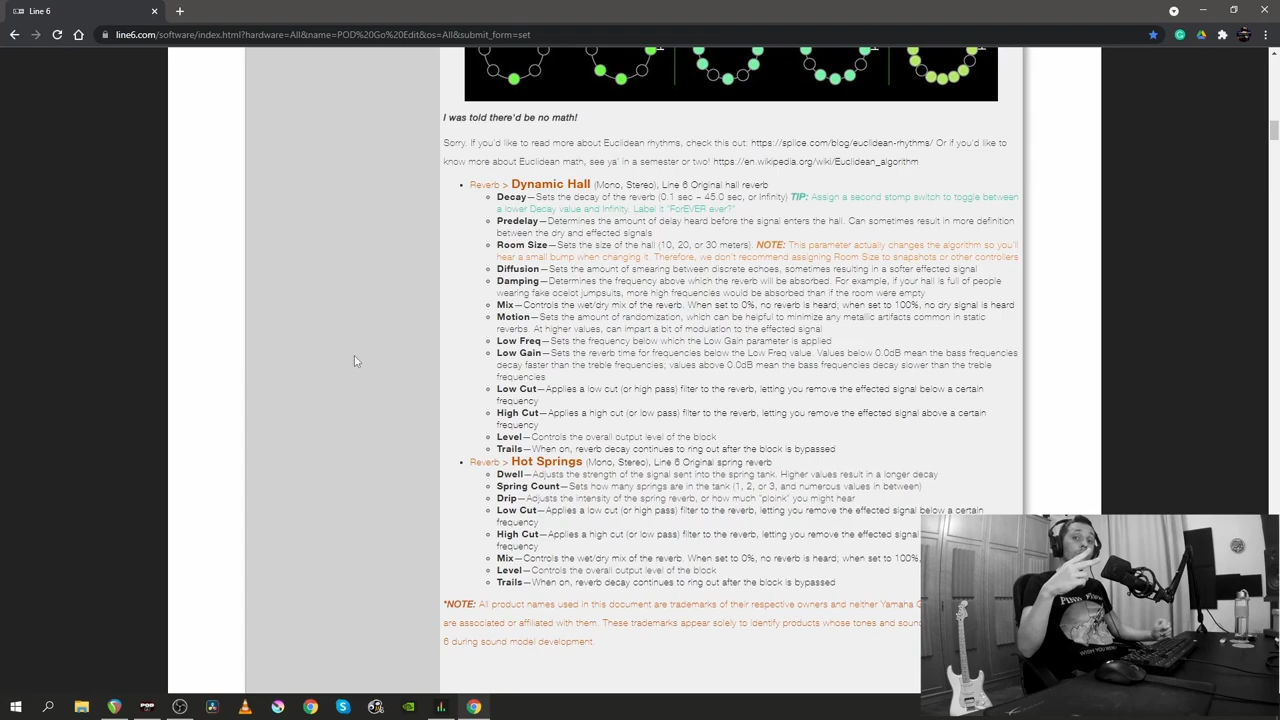 Line 6
line6.com/software/index.html?hardware=All&name=POD%20Go%20Edit&os=All&submit_form=set
I was told there'd be no math!
Sorry. If you'd like to read more about Euclidean rhythms, check this out: https://splice.com/blog/euclidean-rhythms/ Or if you'd like to
know more about Euclidean math, see ya' in a semester or two! https://en.wikipedia.org/wiki/Euclidean_algorithm
Reverb > Dynamic Hall (Mono, Stereo), Line 6 Original hall reverb
Decay—Sets the decay of the reverb (0.1 sec – 45.0 sec, or Infinity) TIP: Assign a second stomp switch to toggle between
a lower Decay value and Infinity. Label it "ForEVER ever?"
Predelay—Determines the amount of delay heard before the signal enters the hall. Can sometimes result in more definition
between the dry and effected signals
Room Size—Sets the size of the hall (10, 20, or 30 meters). NOTE: This parameter actually changes the algorithm so you'll
hear a small bump when changing it. Therefore, we don't recommend assigning Room Size to snapshots or other controllers
Diffusion—Sets the amount of smearing between discrete echoes, sometimes resulting in a softer effected signal
Damping—Determines the frequency above which the reverb will be absorbed. For example, if your hall is full of people
wearing fake ocelot jumpsuits, more high frequencies would be absorbed than if the room were empty
Mix—Controls the wet/dry mix of the reverb. When set to 0%, no reverb is heard; when set to 100%, no dry signal is heard
Motion—Sets the amount of randomization, which can be helpful to minimize any metallic artifacts common in static
reverbs. At higher values, can impart a bit of modulation to the effected signal
Low Freq—Sets the frequency below which the Low Gain parameter is applied
Low Gain—Sets the reverb time for frequencies below the Low Freq value. Values below 0.0dB mean the bass frequencies
decay faster than the treble frequencies; values above 0.0dB mean the bass frequencies decay slower than the treble
frequencies
Low Cut—Applies a low cut (or high pass) filter to the reverb, letting you remove the effected signal below a certain
frequency
High Cut—Applies a high cut (or low pass) filter to the reverb, letting you remove the effected signal above a certain
frequency
Level—Controls the overall output level of the block
Trails—When on, reverb decay continues to ring out after the block is bypassed
Reverb > Hot Springs (Mono, Stereo), Line 6 Original spring reverb
Dwell—Adjusts the strength of the signal sent into the spring tank. Higher values result in a longer decay
Spring Count—Sets how many springs are in the tank (1, 2, or 3, and numerous values in between)
Drip—Adjusts the intensity of the spring reverb, or how much "ploink" you might hear
Low Cut—Applies a low cut (or high pass) filter to the reverb, letting you remove the effected signal below a certain
frequency
High Cut—Applies a high cut (or low pass) filter to the reverb, letting you remove the effected signal
frequency
Mix—Controls the wet/dry mix of the reverb. When set to 0%, no reverb is heard; when set to 100%,
Level—Controls the overall output level of the block
Trails—When on, reverb decay continues to ring out after the block is bypassed
*NOTE: All product names used in this document are trademarks of their respective owners and neither Yamaha
are associated or affiliated with them. These trademarks appear solely to identify products whose tones and
6 during sound model development.
POD